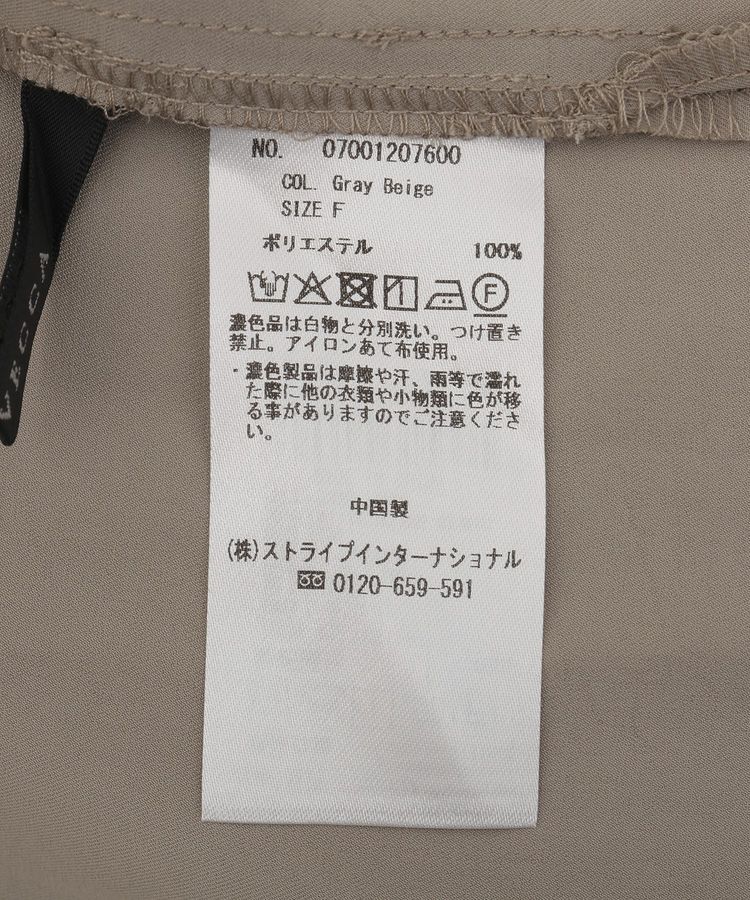 NO. 07001207600
COL. Gray Beige
SIZE F
ポリエステル 100%
F
濃色品は白物と分別洗い。つけ置き
禁止。アイロンあて布使用。
・濃色製品は摩擦や汗、雨等で濡れ
た際に他の衣類や小物類に色が移
る事がありますのでご注意くださ
い。
中国製
(株)ストライプインターナショナル
0120-659-591